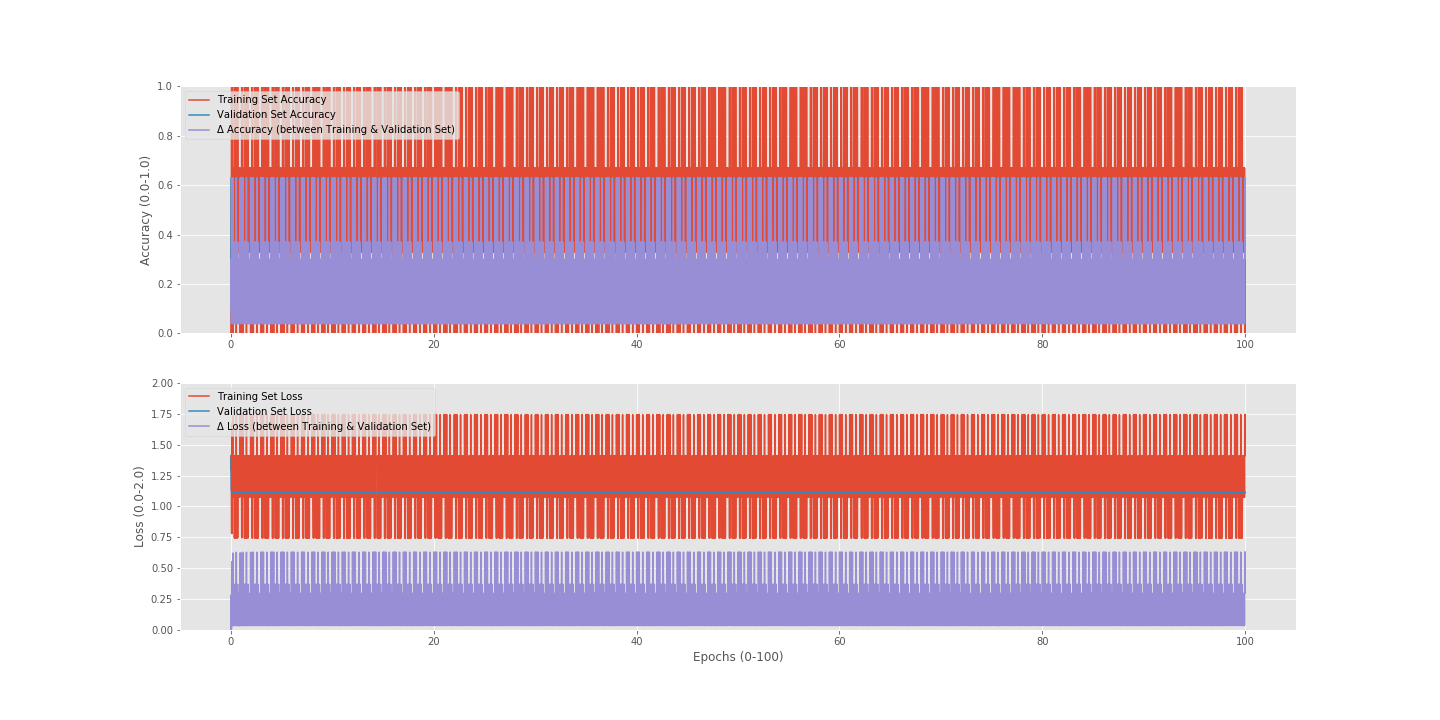 1.0
0.8
0.6
0.4
0.2
0.0
Accuracy (0.0-1.0)
Training Set Accuracy
Validation Set Accuracy
Δ Accuracy (between Training & Validation Set)
0 20 40 60 80 100
2.00
1.75
1.50
1.25
1.00
0.75
0.50
0.25
0.00
Loss (0.0-2.0)
Training Set Loss
Validation Set Loss
Δ Loss (between Training & Validation Set)
0 20 40 60 80 100
Epochs (0-100)